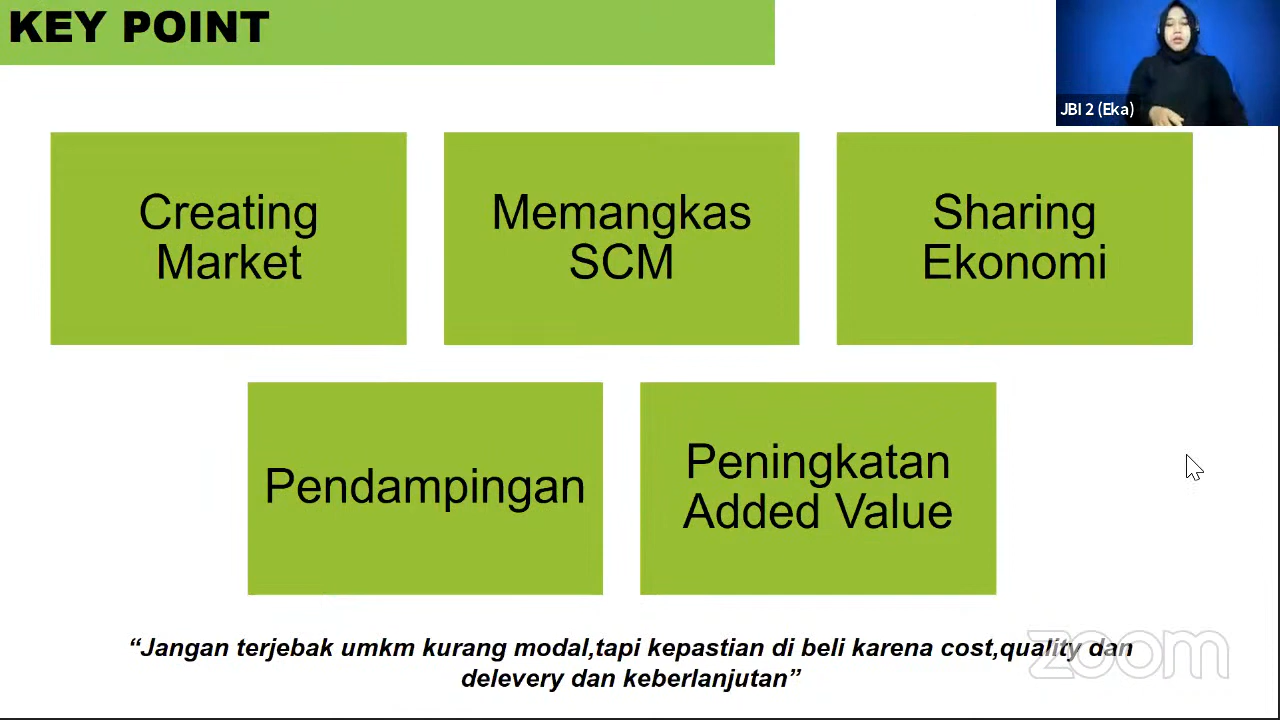 KEY POINT
JBI 2 (Eka)
Creating
Market
Memangkas
SCM
Sharing
Ekonomi
Pendampingan
Peningkatan
Added Value
“Jangan terjebak umkm kurang modal,tapi kepastian di beli karena cost,quality dan
delevery dan keberlanjutan”
zoom